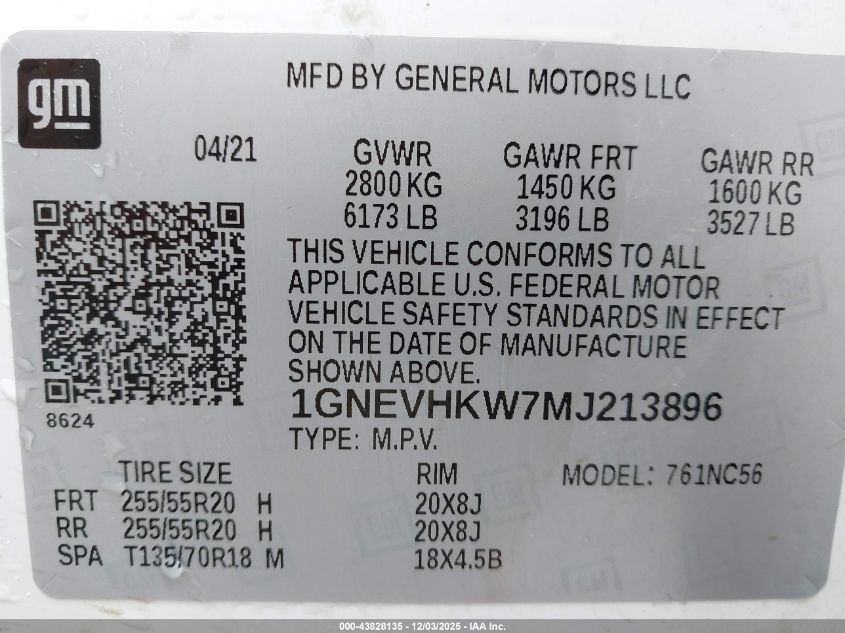 gm
MFD BY GENERAL MOTORS LLC
04/21 GVWR GAWR FRT GAWR RR
2800 KG 1450 KG 1600 KG
6173 LB 3196 LB 3527 LB
THIS VEHICLE CONFORMS TO ALL
APPLICABLE U.S. FEDERAL MOTOR
VEHICLE SAFETY STANDARDS IN EFFECT
ON THE DATE OF MANUFACTURE
SHOWN ABOVE.
1GNEVHKW7MJ213896
8624
TYPE: M.P.V.
TIRE SIZE RIM MODEL: 761NC56
FRT 255/55R20 H 20X8J
RR 255/55R20 H 20X8J
SPA T135/70R18 M 18X4.5B
000-43828135 - 12/03/2025 - IAA Inc.